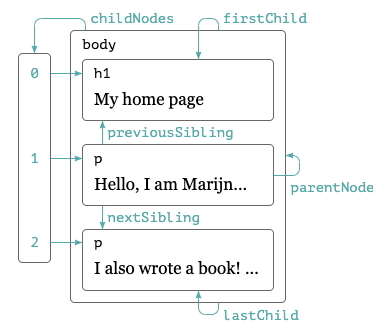 childNodes
firstChild
body
0
h1
My home page
previousSibling
1
p
Hello, I am Marijn...
parentNode
nextSibling
2
p
I also wrote a book! ...
lastChild